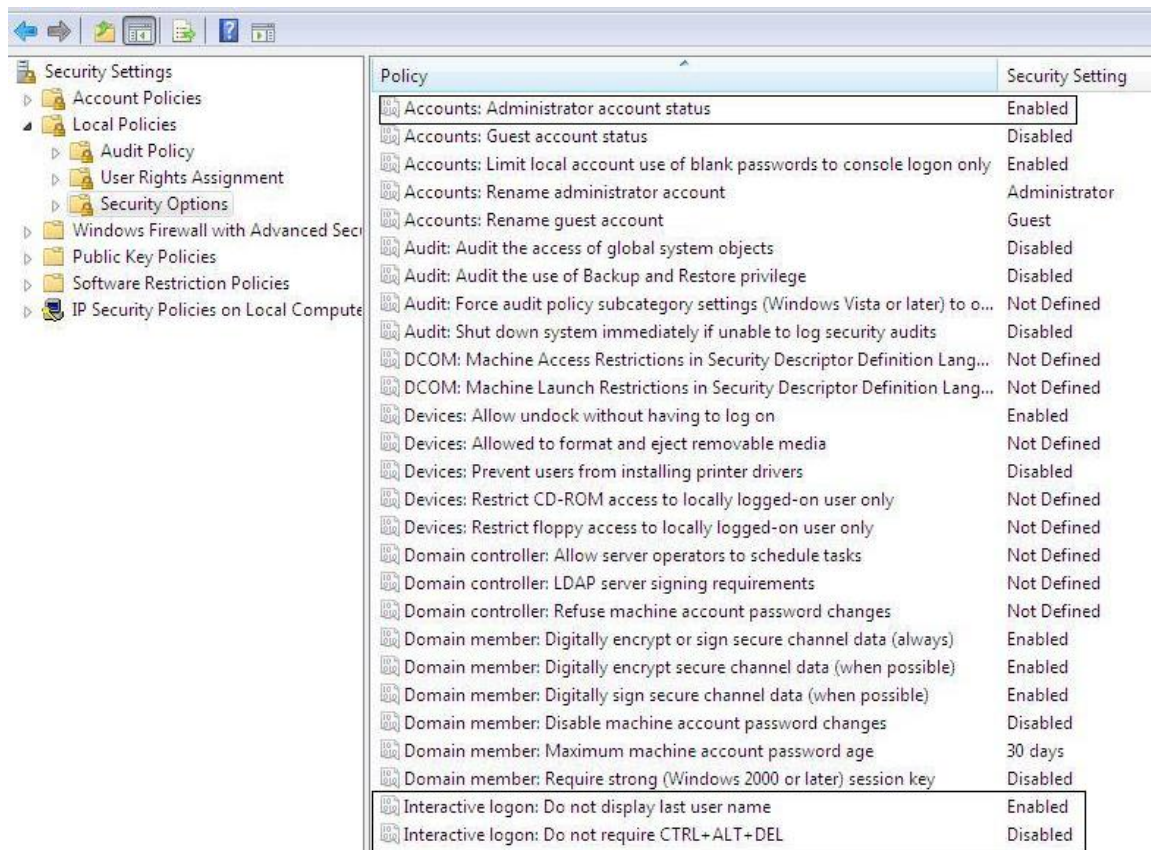 Security Settings
Account Policies
Local Policies
Audit Policy
User Rights Assignment
Security Options
Windows Firewall with Advanced Secu
Public Key Policies
Software Restriction Policies
IP Security Policies on Local Compute
Policy Security Setting
Accounts: Administrator account status Enabled
Accounts: Guest account status Disabled
Accounts: Limit local account use of blank passwords to console logon only Enabled
Accounts: Rename administrator account Administrator
Accounts: Rename guest account Guest
Audit: Audit the access of global system objects Disabled
Audit: Audit the use of Backup and Restore privilege Disabled
Audit: Force audit policy subcategory settings (Windows Vista or later) to o... Not Defined
Audit: Shut down system immediately if unable to log security audits Disabled
DCOM: Machine Access Restrictions in Security Descriptor Definition Lang... Not Defined
DCOM: Machine Launch Restrictions in Security Descriptor Definition Lang... Not Defined
Devices: Allow undock without having to log on Enabled
Devices: Allowed to format and eject removable media Not Defined
Devices: Prevent users from installing printer drivers Disabled
Devices: Restrict CD-ROM access to locally logged-on user only Not Defined
Devices: Restrict floppy access to locally logged-on user only Not Defined
Domain controller: Allow server operators to schedule tasks Not Defined
Domain controller: LDAP server signing requirements Not Defined
Domain controller: Refuse machine account password changes Not Defined
Domain member: Digitally encrypt or sign secure channel data (always) Enabled
Domain member: Digitally encrypt secure channel data (when possible) Enabled
Domain member: Digitally sign secure channel data (when possible) Enabled
Domain member: Disable machine account password changes Disabled
Domain member: Maximum machine account password age 30 days
Domain member: Require strong (Windows 2000 or later) session key Disabled
Interactive logon: Do not display last user name Enabled
Interactive logon: Do not require CTRL+ALT+DEL Disabled